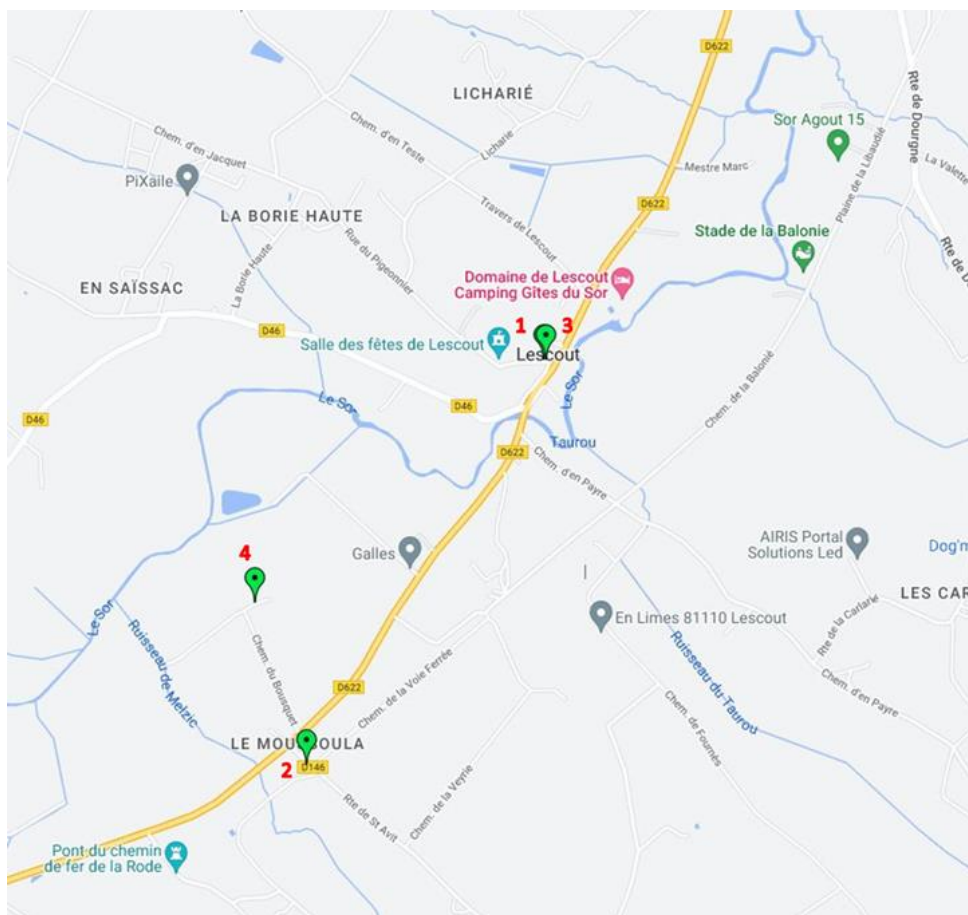 D622
LICHARIÉ
Sor Agout 15
Rte de Dourgne
Chem. d'en Teste
Licharie
Chem. d'en Jacquet
Mestre Marc
La Valette
Plaine de la Libaudié
PiXaile
LA BORIE HAUTE
Travers de Lescout
D622
Rue du Pigeonnier
Stade de la Balonie
Rte de D
La Borie Haute
EN SAÏSSAC
Domaine de Lescout
Camping Gîtes du Sor
1
3
D46
Salle des fêtes de Lescout
Lescout
Le Sor
Le Sor
D46
D46
Chem. de la Balonié
Taurou
D622
Chem. d'en Payre
4
Galles
AIRIS Portal
Solutions Led
Dog'm
LES CAR
Le Sor
Ruisseau de Melzic
En Limes 81110 Lescout
Rte de la Carlarie
Chem. du Bousquet
Ruisseau du Taurou
Chem. de la Voie Ferrée
D622
Chem. d'en Payre
Chem. de Fournès
LE MOU OULA
2
D146
Rte de St Avit
Chem. de la Veyrie
Pont du chemin
de fer de la Rode